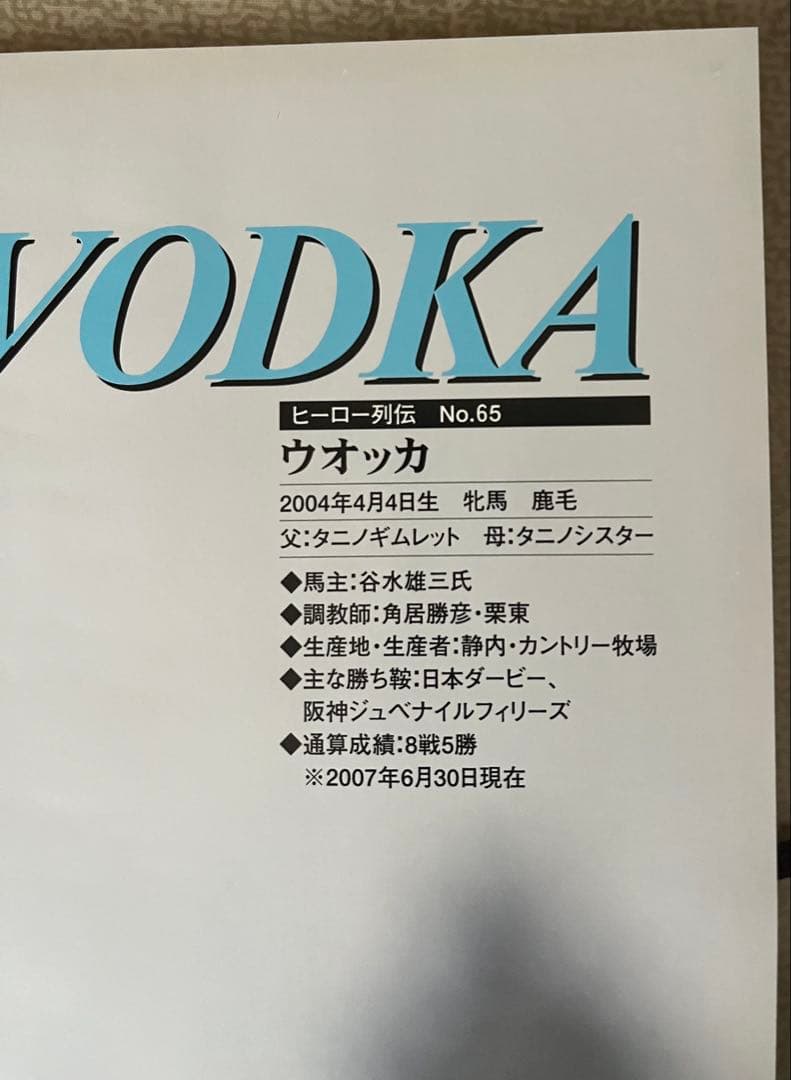 VODKA
ヒーロー列伝　No.65
ウオッカ
2004年4月4日生　牝馬　鹿毛
父：タニノギムレット　母：タニノシスター
◆馬主：谷水雄三氏
◆調教師：角居勝彦・栗東
◆生産地・生産者：静内・カントリー牧場
◆主な勝ち鞍：日本ダービー、
阪神ジュベナイルフィリーズ
◆通算成績：8戦5勝
※2007年6月30日現在